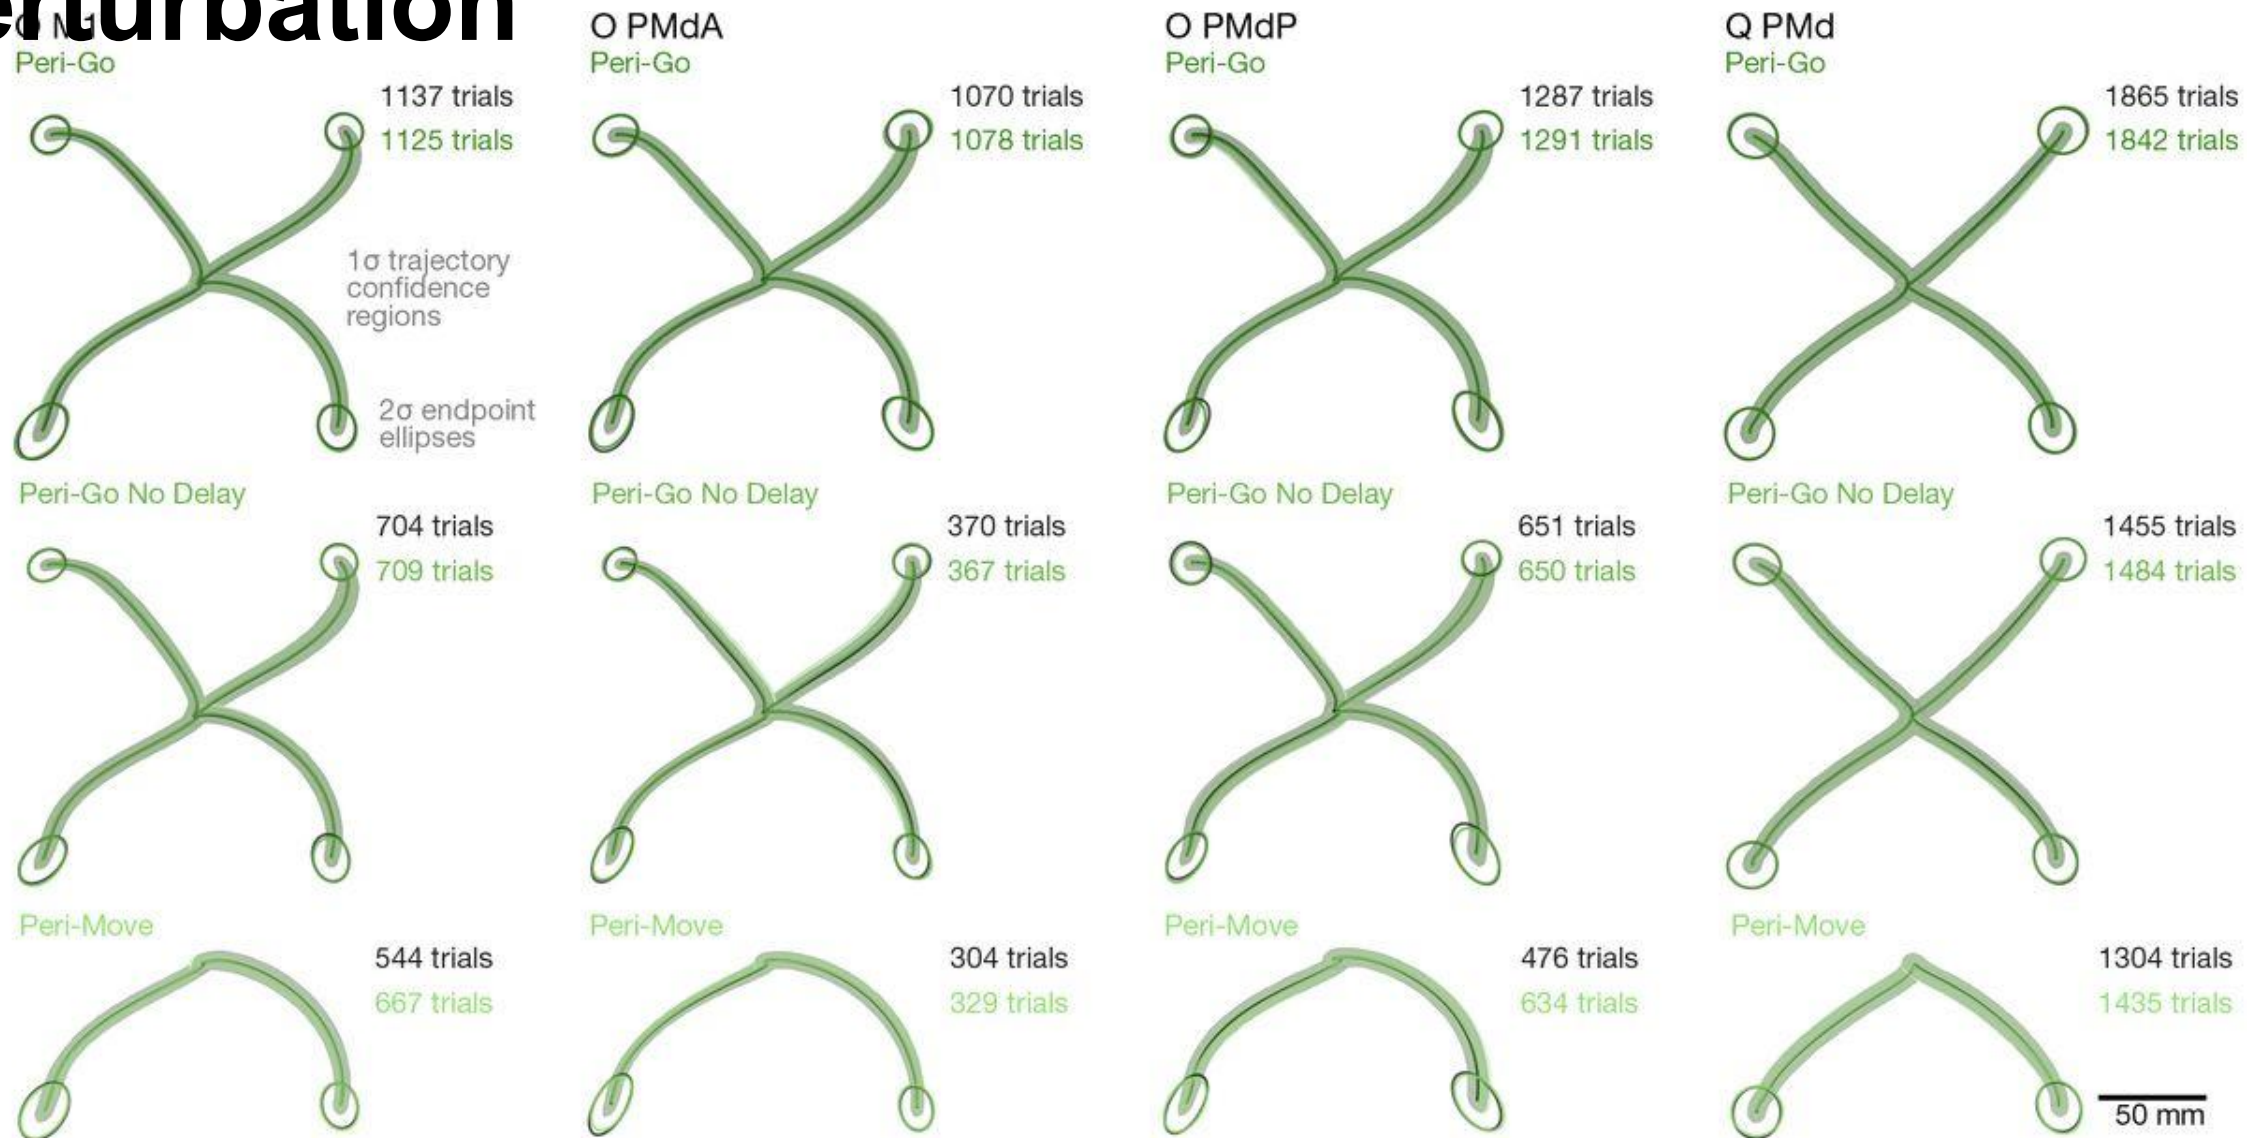 erturbation
O M1
O PMdA
O PMdP
Q PMd
Peri-Go
Peri-Go
Peri-Go
Peri-Go
1137 trials
1070 trials
1287 trials
1865 trials
1125 trials
1078 trials
1291 trials
1842 trials
1σ trajectory
confidence
regions
2σ endpoint
ellipses
Peri-Go No Delay
Peri-Go No Delay
Peri-Go No Delay
Peri-Go No Delay
704 trials
370 trials
651 trials
1455 trials
709 trials
367 trials
650 trials
1484 trials
Peri-Move
Peri-Move
Peri-Move
Peri-Move
544 trials
304 trials
476 trials
1304 trials
667 trials
329 trials
634 trials
1435 trials
50 mm